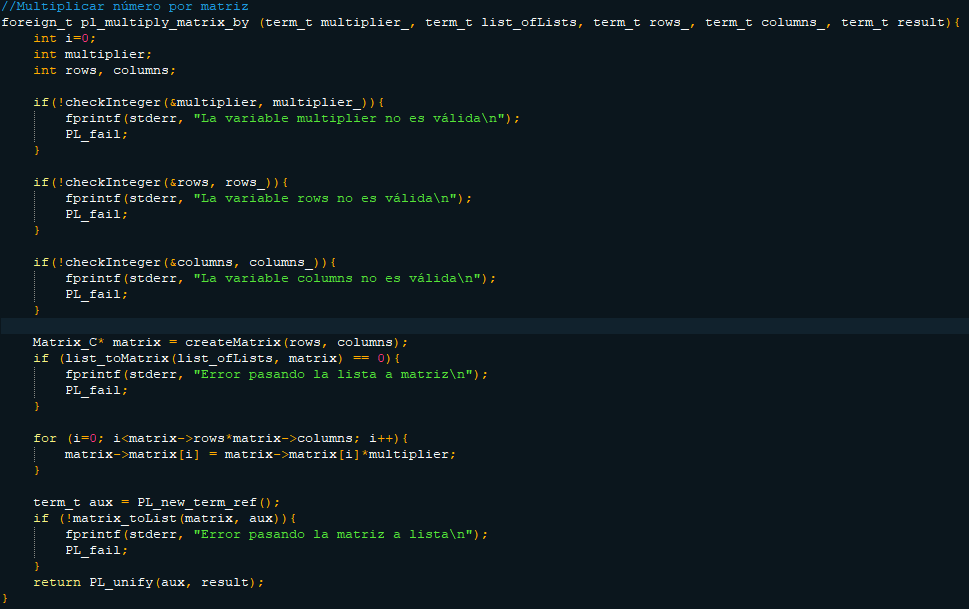 //Multiplicar número por matriz
foreign_t pl_multiply_matrix_by (term_t multiplier_, term_t list_ofLists, term_t rows_, term_t columns_, term_t result){
    int i=0;
    int multiplier;
    int rows, columns;

    if(!checkInteger(&multiplier, multiplier_)){
        fprintf(stderr, "La variable multiplier no es válida\n");
        PL_fail;
    }

    if(!checkInteger(&rows, rows_)){
        fprintf(stderr, "La variable rows no es válida\n");
        PL_fail;
    }

    if(!checkInteger(&columns, columns_)){
        fprintf(stderr, "La variable columns no es válida\n");
        PL_fail;
    }

    Matrix_C* matrix = createMatrix(rows, columns);
    if (list_toMatrix(list_ofLists, matrix) == 0){
        fprintf(stderr, "Error pasando la lista a matriz\n");
        PL_fail;
    }

    for (i=0; i<matrix->rows*matrix->columns; i++){
        matrix->matrix[i] = matrix->matrix[i]*multiplier;
    }

    term_t aux = PL_new_term_ref();
    if (!matrix_toList(matrix, aux)){
        fprintf(stderr, "Error pasando la matriz a lista\n");
        PL_fail;
    }
    return PL_unify(aux, result);
}